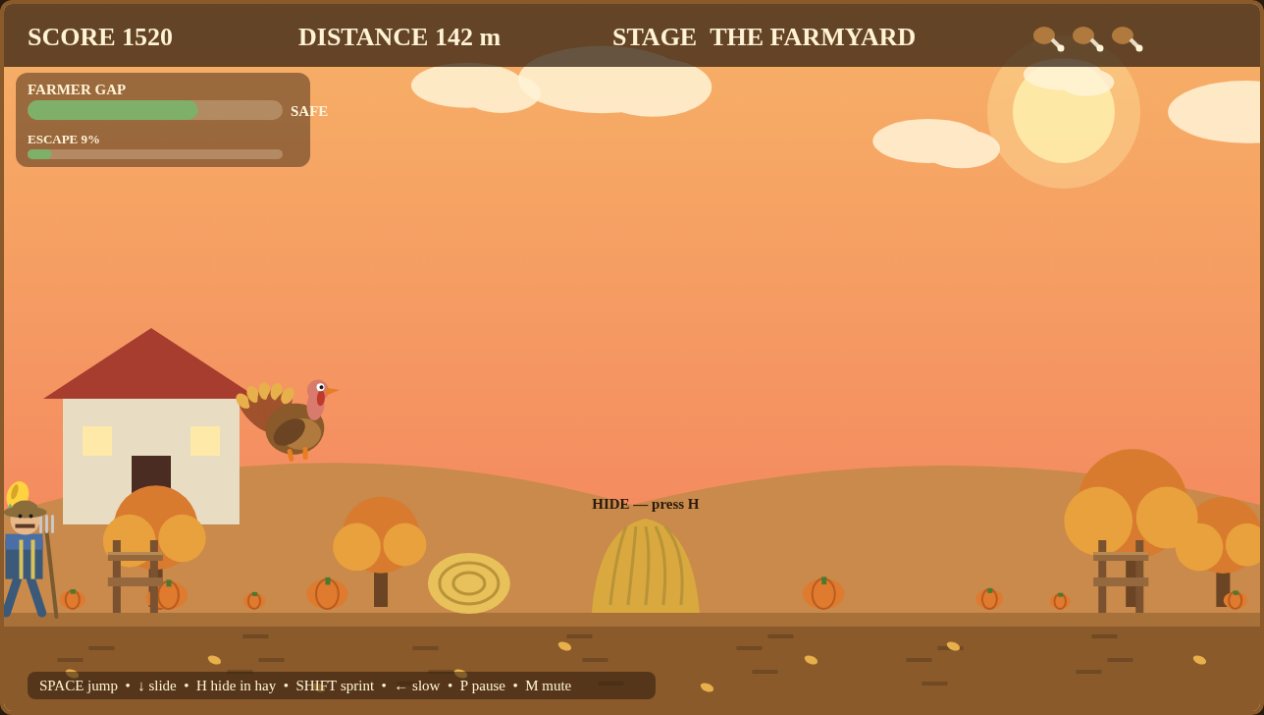 SCORE 1520
DISTANCE 142 m
STAGE THE FARMYARD
FARMER GAP
SAFE
ESCAPE 9%
HIDE — press H
SPACE jump • ↓ slide • H hide in hay • SHIFT sprint • ← slow • P pause • M mute